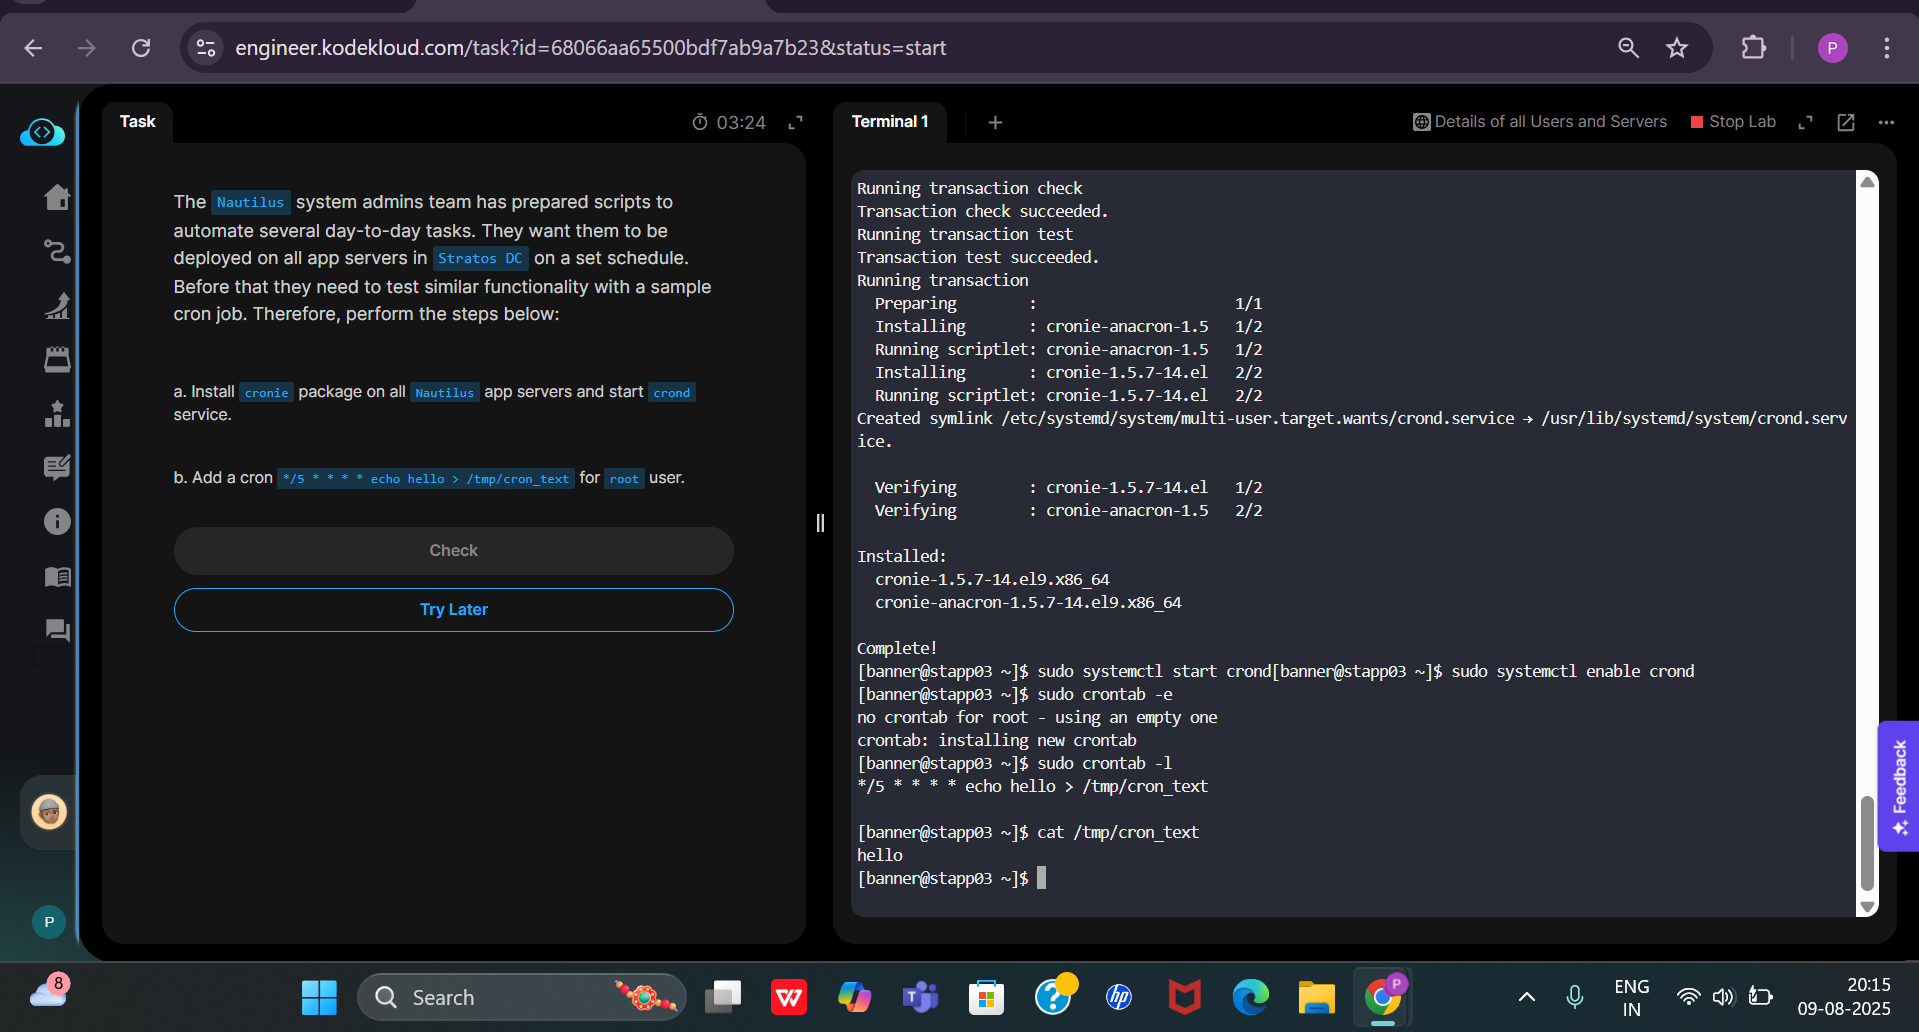 engineer.kodekloud.com/task?id=68066aa65500bdf7ab9a7b23&status=start
P
Task
03:24
The Nautilus system admins team has prepared scripts to
automate several day-to-day tasks. They want them to be
deployed on all app servers in Stratos DC on a set schedule.
Before that they need to test similar functionality with a sample
cron job. Therefore, perform the steps below:
a. Install cronie package on all Nautilus app servers and start crond
service.
b. Add a cron */5 * * * * echo hello > /tmp/cron_text for root user.
Check
Try Later
P
Terminal 1
+
Details of all Users and Servers
Stop Lab
Running transaction check
Transaction check succeeded.
Running transaction test
Transaction test succeeded.
Running transaction
  Preparing        :                      1/1
  Installing       : cronie-anacron-1.5   1/2
  Running scriptlet: cronie-anacron-1.5   1/2
  Installing       : cronie-1.5.7-14.el   2/2
  Running scriptlet: cronie-1.5.7-14.el   2/2
Created symlink /etc/systemd/system/multi-user.target.wants/crond.service → /usr/lib/systemd/system/crond.serv
ice.
  Verifying        : cronie-1.5.7-14.el   1/2
  Verifying        : cronie-anacron-1.5   2/2
Installed:
  cronie-1.5.7-14.el9.x86_64
  cronie-anacron-1.5.7-14.el9.x86_64
Complete!
[banner@stapp03 ~]$ sudo systemctl start crond[banner@stapp03 ~]$ sudo systemctl enable crond
[banner@stapp03 ~]$ sudo crontab -e
no crontab for root - using an empty one
crontab: installing new crontab
[banner@stapp03 ~]$ sudo crontab -l
*/5 * * * * echo hello > /tmp/cron_text
[banner@stapp03 ~]$ cat /tmp/cron_text
hello
[banner@stapp03 ~]$
Feedback
8
Search
W
T
?
hp
P
ENG
IN
20:15
09-08-2025